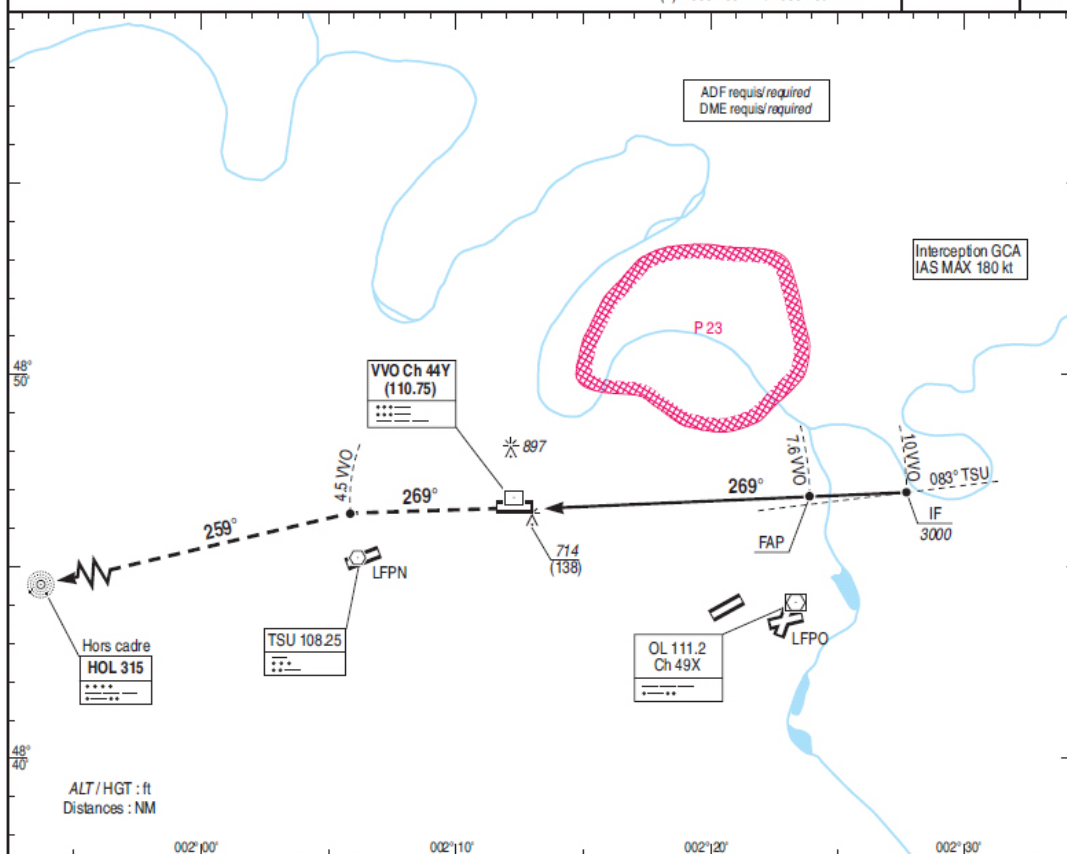 ADF requis/required
DME requis/required
Interception GCA
IAS MAX 180 kt
P 23
48°
50'
VVO Ch 44Y
(110.75)
897
4.5 VVO
7.6 VVO
10 VVO
083° TSU
269°
269°
259°
IF
3000
FAP
714
(138)
LFPN
TSU 108.25
OL 111.2
Ch 49X
LFPO
Hors cadre
HOL 315
48°
40'
ALT / HGT : ft
Distances : NM
002° 00'
002° 10'
002° 20'
002° 30'